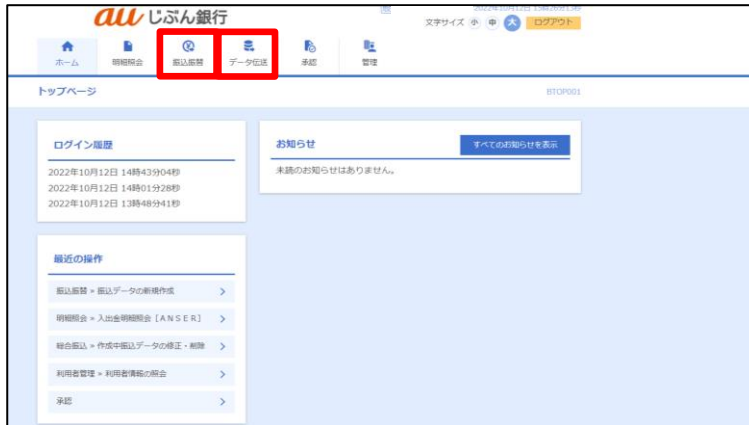 au じぶん銀行
文字サイズ 小 中 大 ログアウト
ホーム 明細照会 振込振替 データ伝送 承認 管理
トップページ BTOP001
ログイン履歴
2022年10月12日 14時43分04秒
2022年10月12日 14時01分28秒
2022年10月12日 13時48分41秒
お知らせ すべてのお知らせを表示
未読のお知らせはありません。
最近の操作
振込振替 » 振込データの新規作成
明細照会 » 入出金明細照会［ＡＮＳＥＲ］
総合振込 » 作成中振込データの修正・削除
利用者管理 » 利用者情報の照会
承認